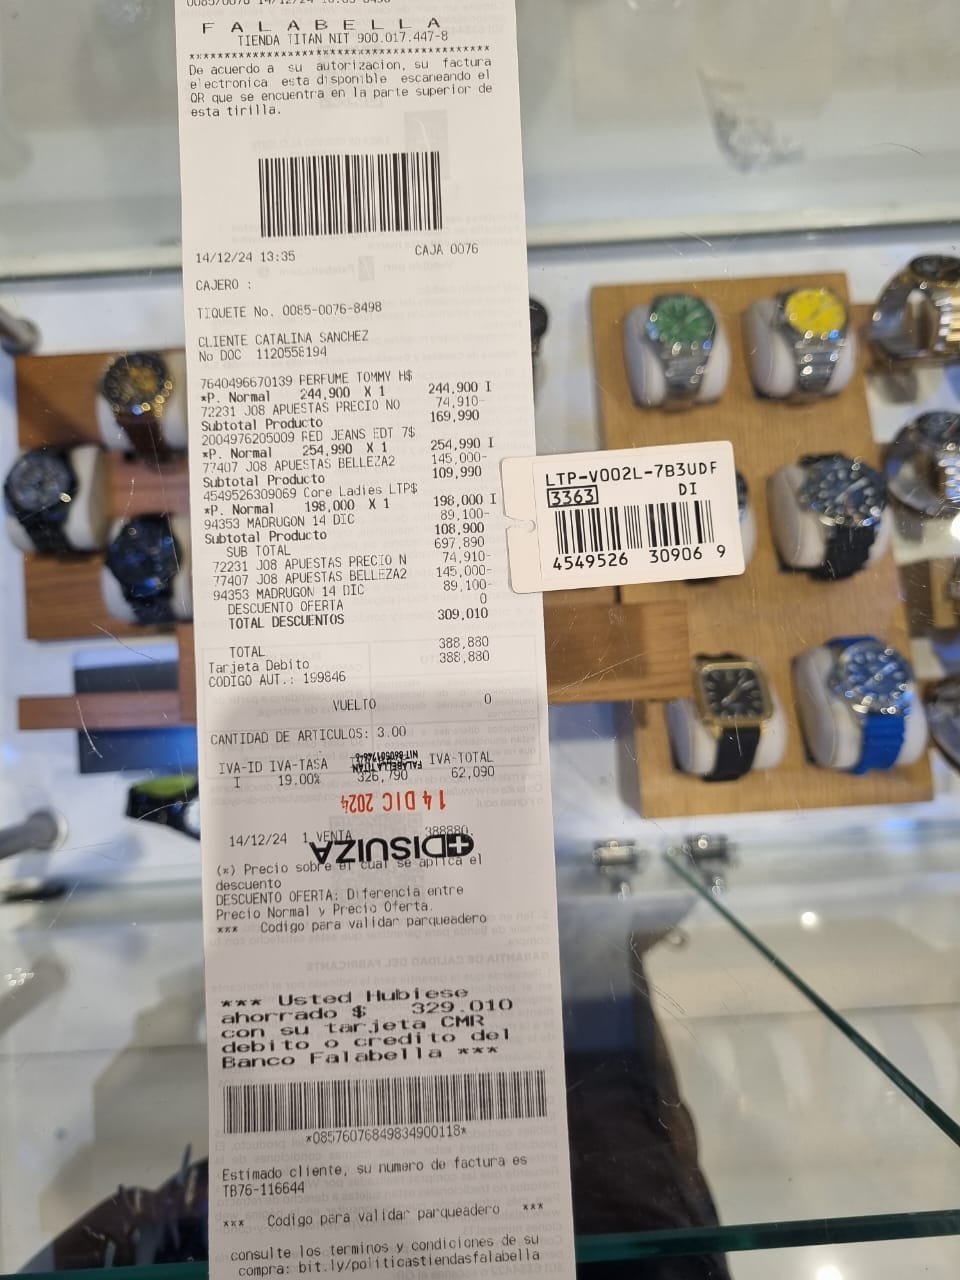 F A L A B E L L A
TIENDA TITAN NIT 900.017.447-8
****************************************
De acuerdo a su autorizacion, su factura
electronica esta disponible escaneando el
QR que se encuentra en la parte superior de
esta tirilla.
14/12/24 13:35 CAJA 0076
CAJERO :
TIQUETE No. 0085-0076-8498
CLIENTE CATALINA SANCHEZ
No DOC 1120558194
7640496670139 PERFUME TOMMY H$
*P. Normal 244,900 X 1 244,900 I
72231 J08 APUESTAS PRECIO NO 74,910-
Subtotal Producto 169,990
2004976205009 RED JEANS EDT 7$
*P. Normal 254,990 X 1 254,990 I
77407 J08 APUESTAS BELLEZA2 145,000-
Subtotal Producto 109,990
4549526309069 Core Ladies LTP$
*P. Normal 198,000 X 1 198,000 I
94353 MADRUGON 14 DIC 89,100-
Subtotal Producto 108,900
SUB TOTAL 697,890
72231 J08 APUESTAS PRECIO N 74,910-
77407 J08 APUESTAS BELLEZA2 145,000-
94353 MADRUGON 14 DIC 89,100-
DESCUENTO OFERTA 0
TOTAL DESCUENTOS 309,010
TOTAL 388,880
Tarjeta Debito 388,880
CODIGO AUT.: 199846
VUELTO 0
CANTIDAD DE ARTICULOS: 3.00
IVA-ID IVA-TASA IVA-TOTAL
I 19.00% 326,790 62,090
FALABELLA TITAN
14 DIC 2024
14/12/24 1 VENTA 388880
DISUIZA
(*) Precio sobre el cual se aplica el
descuento
DESCUENTO OFERTA: Diferencia entre
Precio Normal y Precio Oferta.
*** Codigo para validar parqueadero
*** Usted Hubiese
ahorrado $ 329.010
con su tarjeta CMR
debito o credito del
Banco Falabella ***
*08576076849834900118*
Estimado cliente, su numero de factura es
TB76-116644
*** Codigo para validar parqueadero ***
consulte los terminos y condiciones de su
compra: bit.ly/politicastiendasfalabella
LTP-V002L-7B3UDF
3363 DI
4549526 30906 9